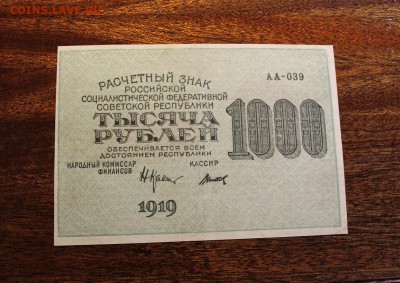 COINS.LAVE.RU
РАСЧЕТНЫЙ ЗНАК
РОССИЙСКОЙ
СОЦИАЛИСТИЧЕСКОЙ ФЕДЕРАТИВНОЙ
СОВЕТСКОЙ РЕСПУБЛИКИ
АА-039
ТЫСЯЧА
РУБЛЕЙ
1000
ОБЕСПЕЧИВАЕТСЯ ВСЕМ
ДОСТОЯНИЕМ РЕСПУБЛИКИ
НАРОДНЫЙ КОМИССАР
ФИНАНСОВ
КАССИР
1919